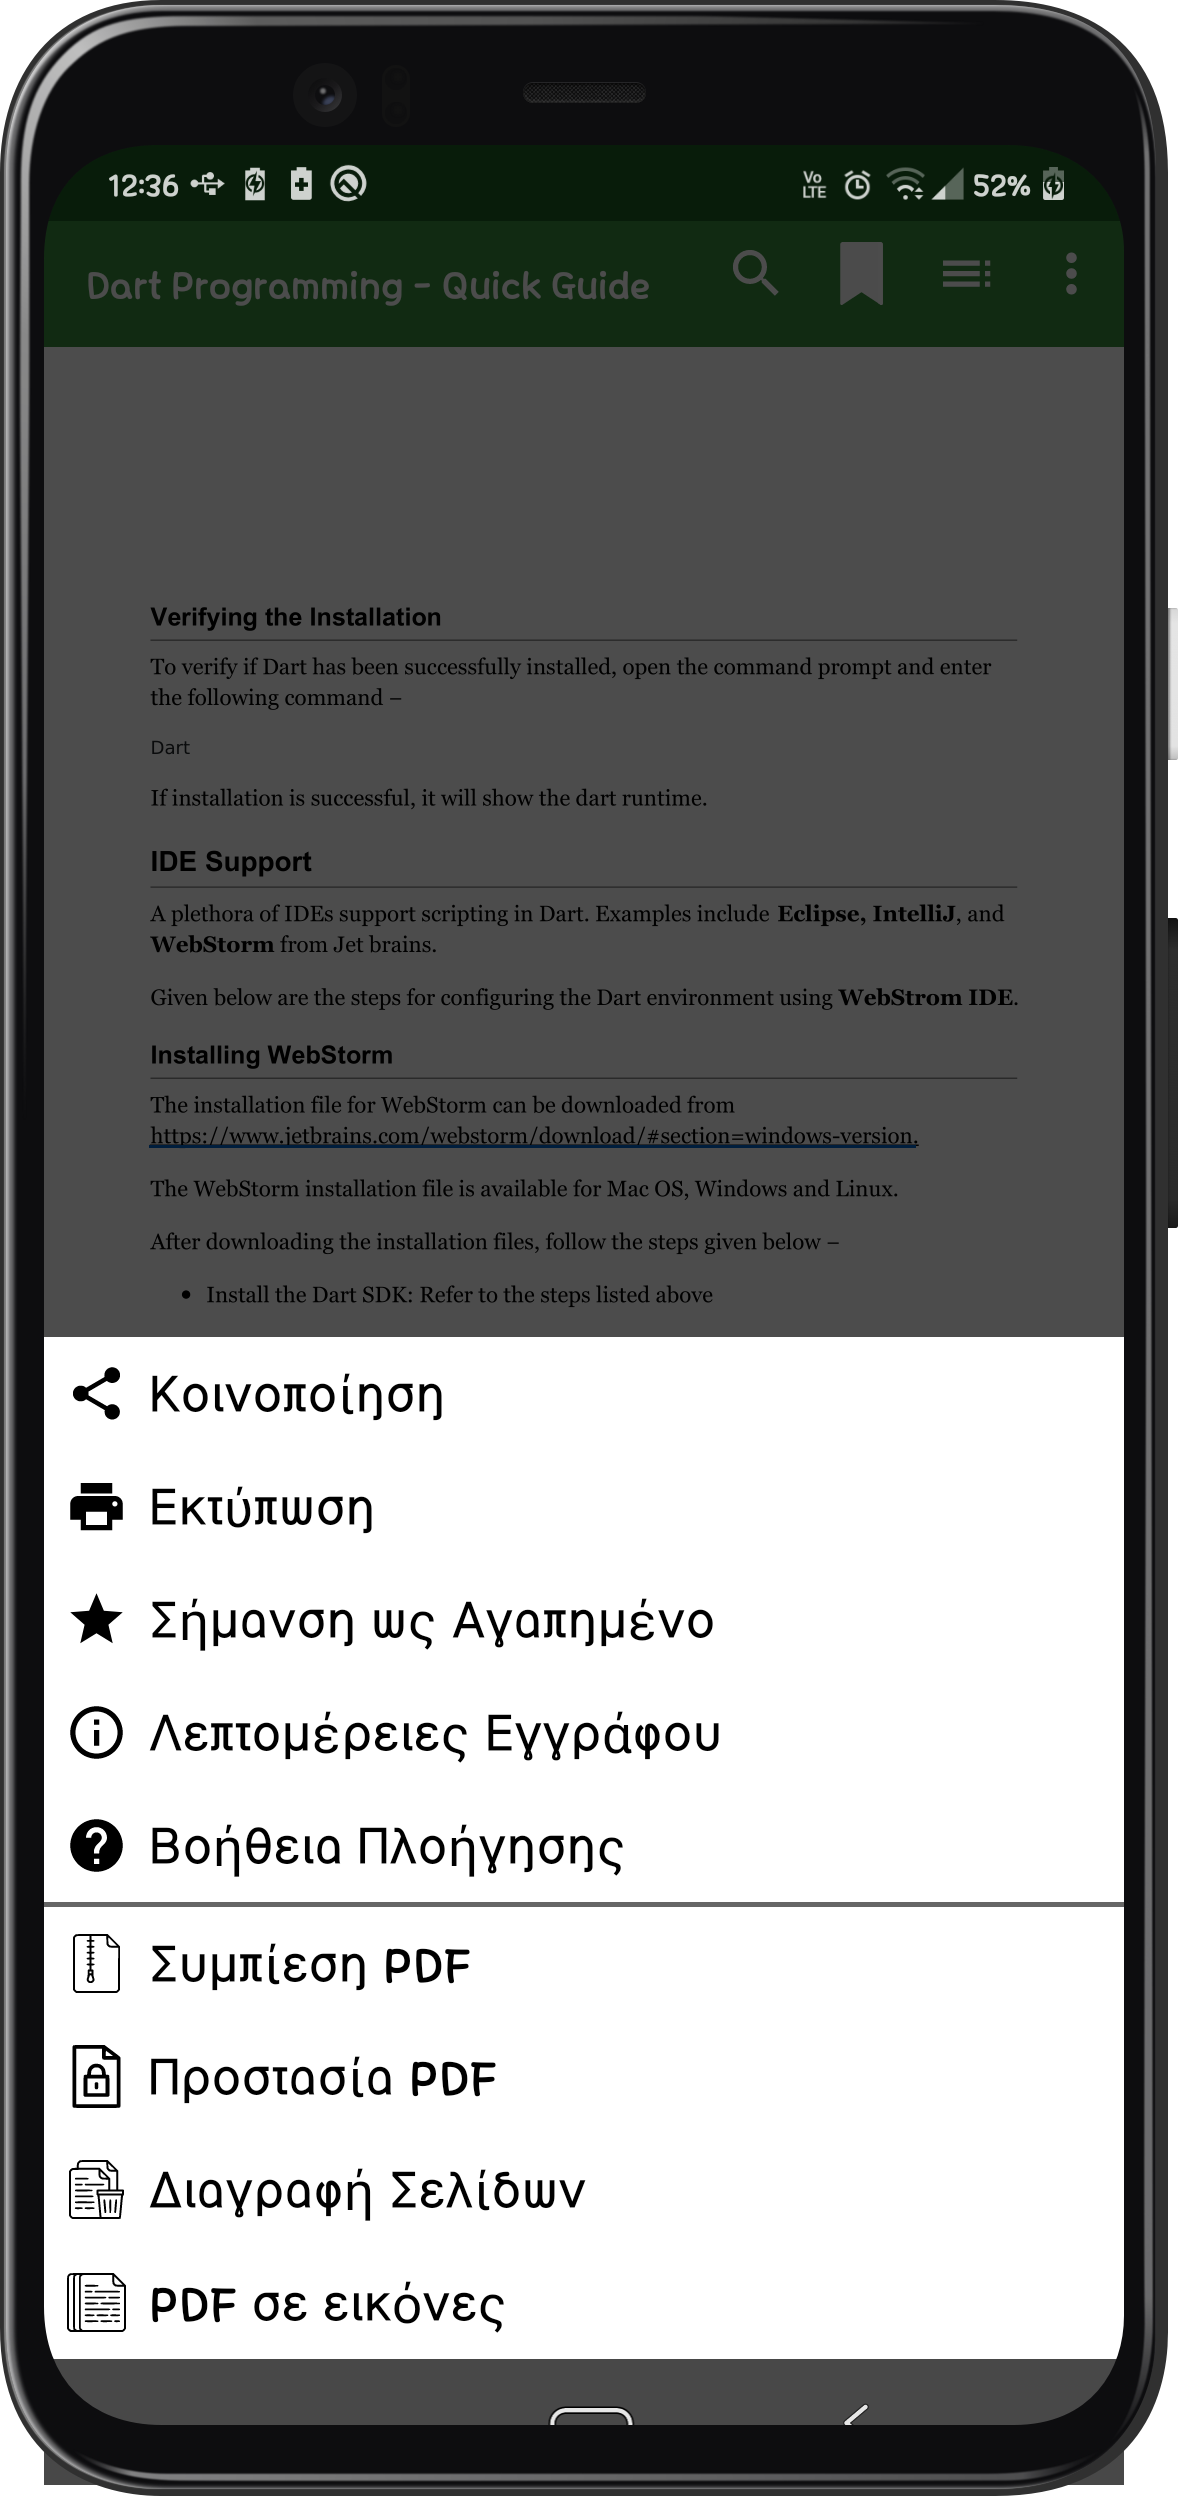 12:36
Vo
LTE
52%
Dart Programming - Quick Guide
Verifying the Installation
To verify if Dart has been successfully installed, open the command prompt and enter
the following command –
Dart
If installation is successful, it will show the dart runtime.
IDE Support
A plethora of IDEs support scripting in Dart. Examples include Eclipse, IntelliJ, and
WebStorm from Jet brains.
Given below are the steps for configuring the Dart environment using WebStrom IDE.
Installing WebStorm
The installation file for WebStorm can be downloaded from
https://www.jetbrains.com/webstorm/download/#section=windows-version.
The WebStorm installation file is available for Mac OS, Windows and Linux.
After downloading the installation files, follow the steps given below –
• Install the Dart SDK: Refer to the steps listed above
Κοινοποίηση
Εκτύπωση
Σήμανση ως Αγαπημένο
Λεπτομέρειες Εγγράφου
Βοήθεια Πλοήγησης
Συμπίεση PDF
Προστασία PDF
Διαγραφή Σελίδων
PDF σε εικόνες